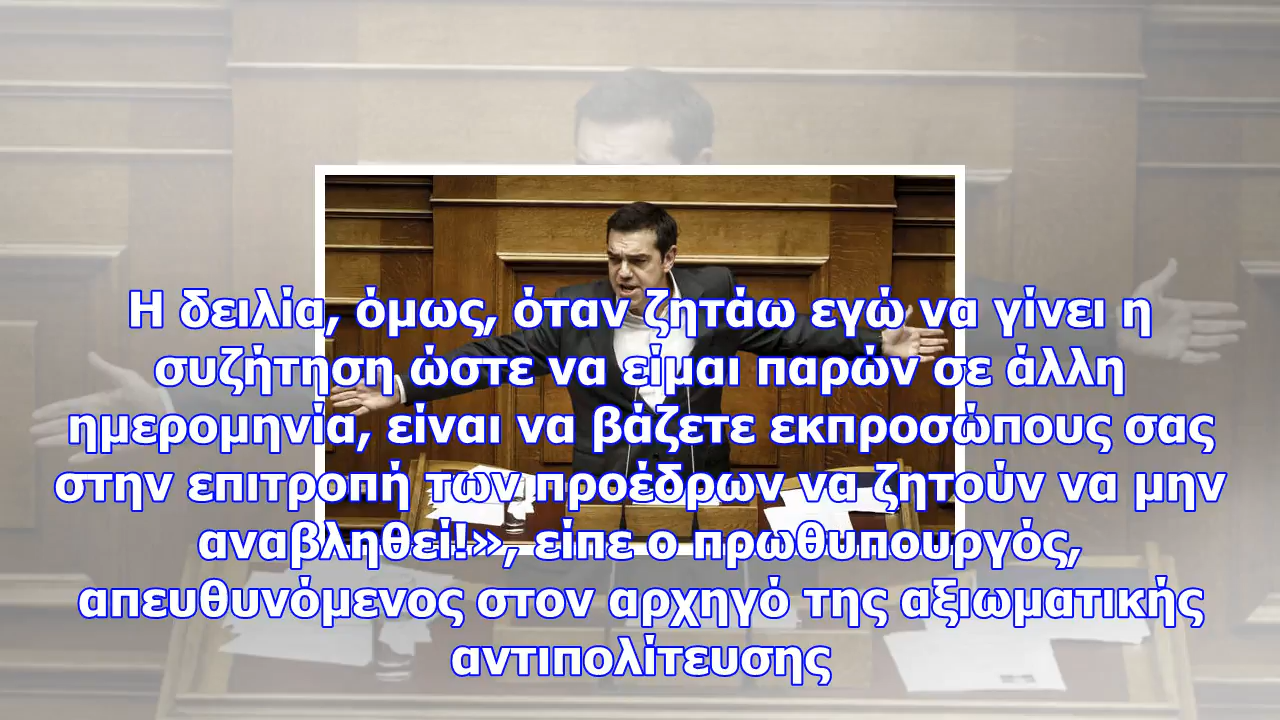 Η δειλία, όμως, όταν ζητάω εγώ να γίνει η
συζήτηση ώστε να είμαι παρών σε άλλη
ημερομηνία, είναι να βάζετε εκπροσώπους σας
στην επιτροπή των προέδρων να ζητούν να μην
αναβληθεί!», είπε ο πρωθυπουργός,
απευθυνόμενος στον αρχηγό της αξιωματικής
αντιπολίτευσης